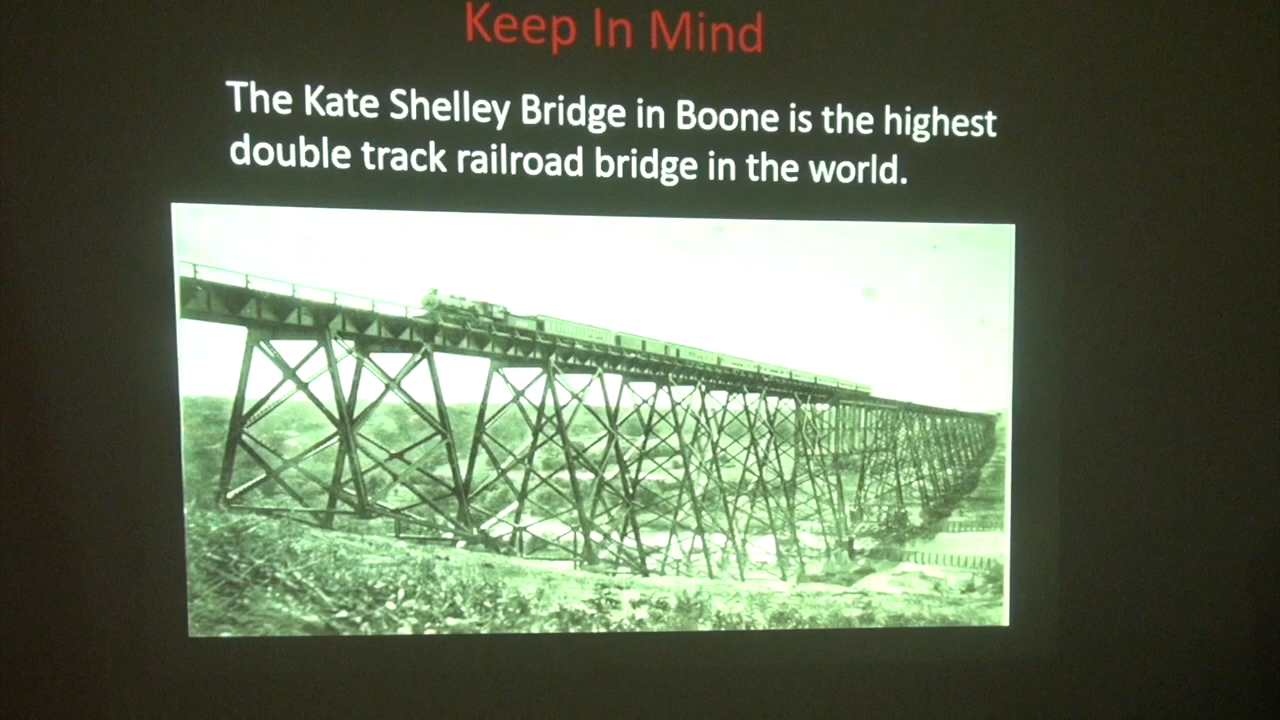 Keep In Mind
The Kate Shelley Bridge in Boone is the highest
double track railroad bridge in the world.